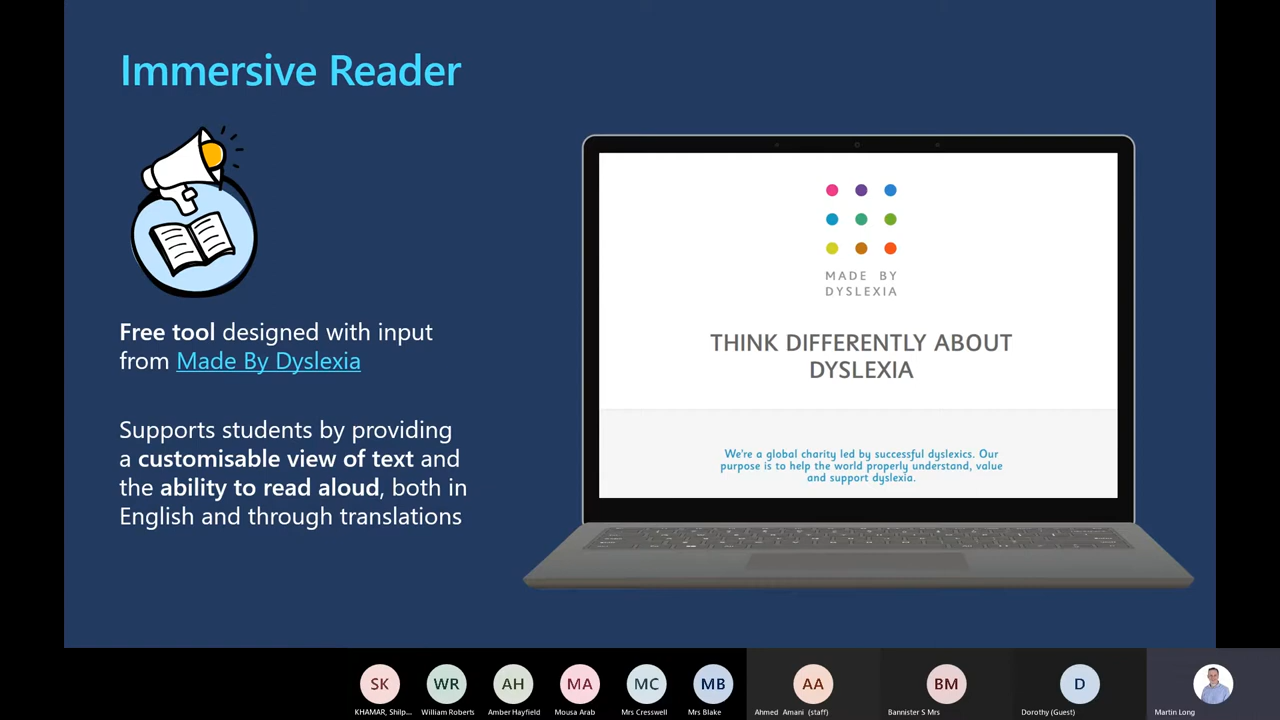 Immersive Reader
Free tool designed with input
from Made By Dyslexia
Supports students by providing
a customisable view of text and
the ability to read aloud, both in
English and through translations
MADE BY
DYSLEXIA
THINK DIFFERENTLY ABOUT
DYSLEXIA
We're a global charity led by successful dyslexics. Our
purpose is to help the world properly understand, value
and support dyslexia.
SK
WR
AH
MA
MC
MB
AA
BM
D
KHAMAR, Shilp...
William Roberts
Amber Hayfield
Mousa Arab
Mrs Cresswell
Mrs Blake
Ahmed Amani (staff)
Bannister S Mrs
Dorothy (Guest)
Martin Long